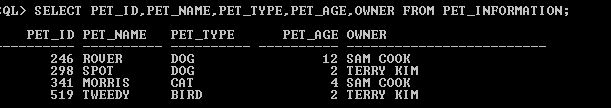 QL> SELECT PET_ID,PET_NAME,PET_TYPE,PET_AGE,OWNER FROM PET_INFORMATION;
PET_ID PET_NAME PET_TYPE PET_AGE OWNER
246 ROVER DOG 12 SAM COOK
298 SPOT DOG 2 TERRY KIM
341 MORRIS CAT 4 SAM COOK
519 TWEEDY BIRD 2 TERRY KIM